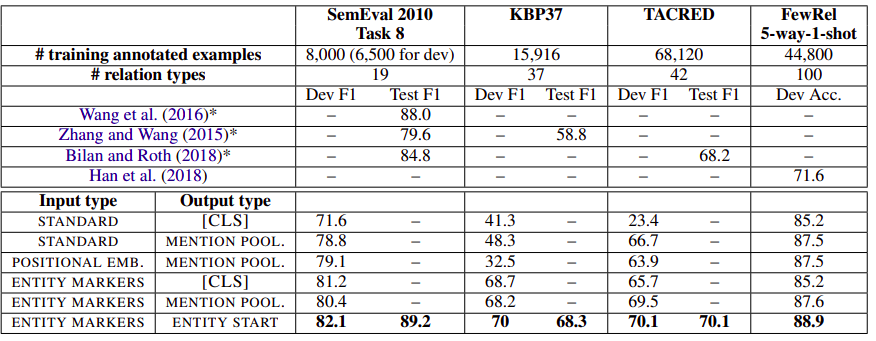 SemEval 2010 KBP37 TACRED FewRel
Task 8 5-way-1-shot
# training annotated examples 8,000 (6,500 for dev) 15,916 68,120 44,800
# relation types 19 37 42 100
Dev F1 Test F1 Dev F1 Test F1 Dev F1 Test F1 Dev Acc.
Wang et al. (2016)* – 88.0 – – – – –
Zhang and Wang (2015)* – 79.6 – 58.8 – – –
Bilan and Roth (2018)* – 84.8 – – – 68.2 –
Han et al. (2018) – – – – – – 71.6
Input type Output type
STANDARD [CLS] 71.6 – 41.3 – 23.4 – 85.2
STANDARD MENTION POOL. 78.8 – 48.3 – 66.7 – 87.5
POSITIONAL EMB. MENTION POOL. 79.1 – 32.5 – 63.9 – 87.5
ENTITY MARKERS [CLS] 81.2 – 68.7 – 65.7 – 85.2
ENTITY MARKERS MENTION POOL. 80.4 – 68.2 – 69.5 – 87.6
ENTITY MARKERS ENTITY START 82.1 89.2 70 68.3 70.1 70.1 88.9